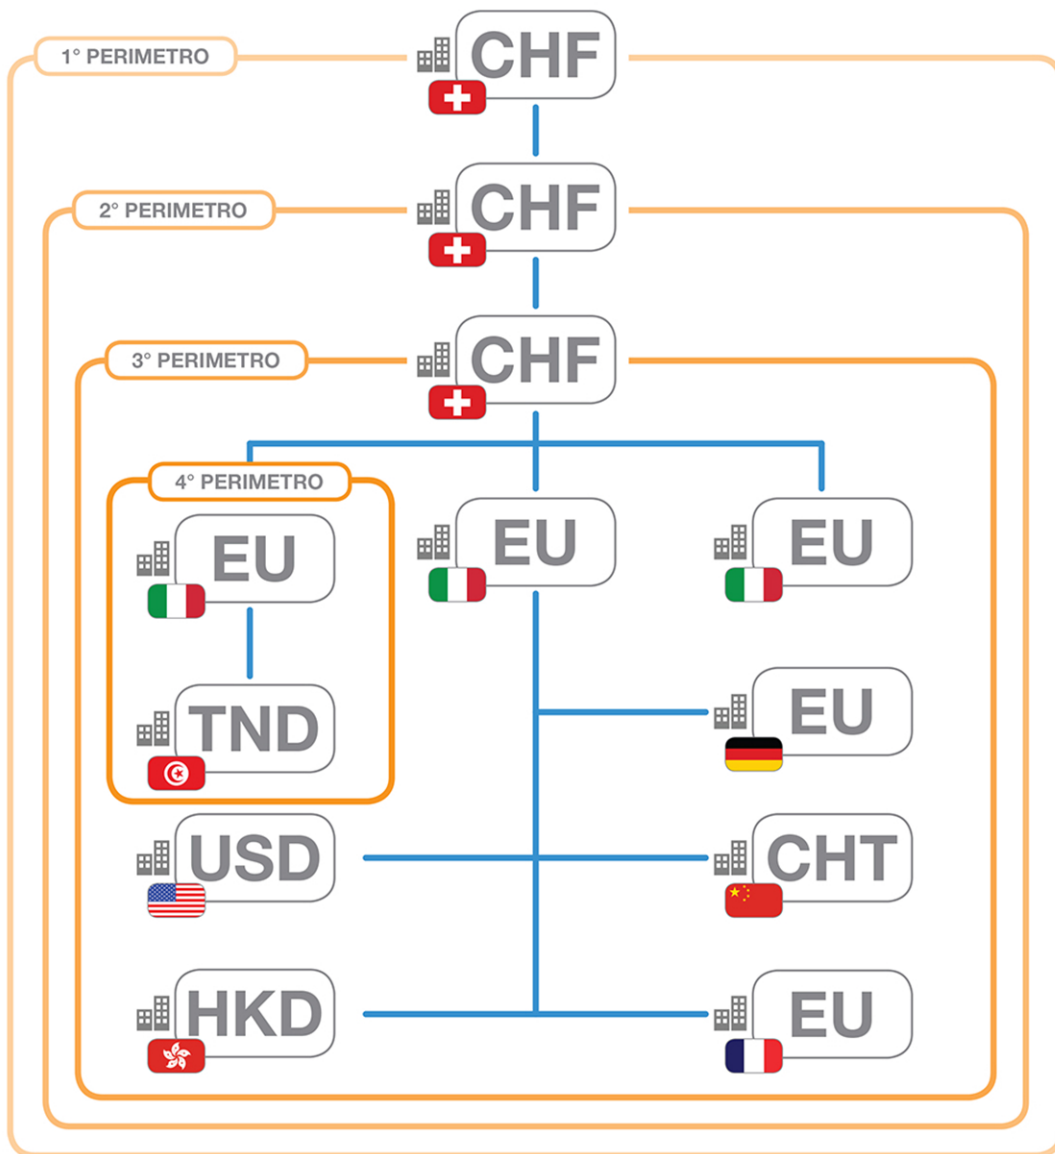 1° PERIMETRO
CHF
2° PERIMETRO
CHF
3° PERIMETRO
CHF
4° PERIMETRO
EU
EU
EU
TND
EU
USD
CHT
HKD
EU